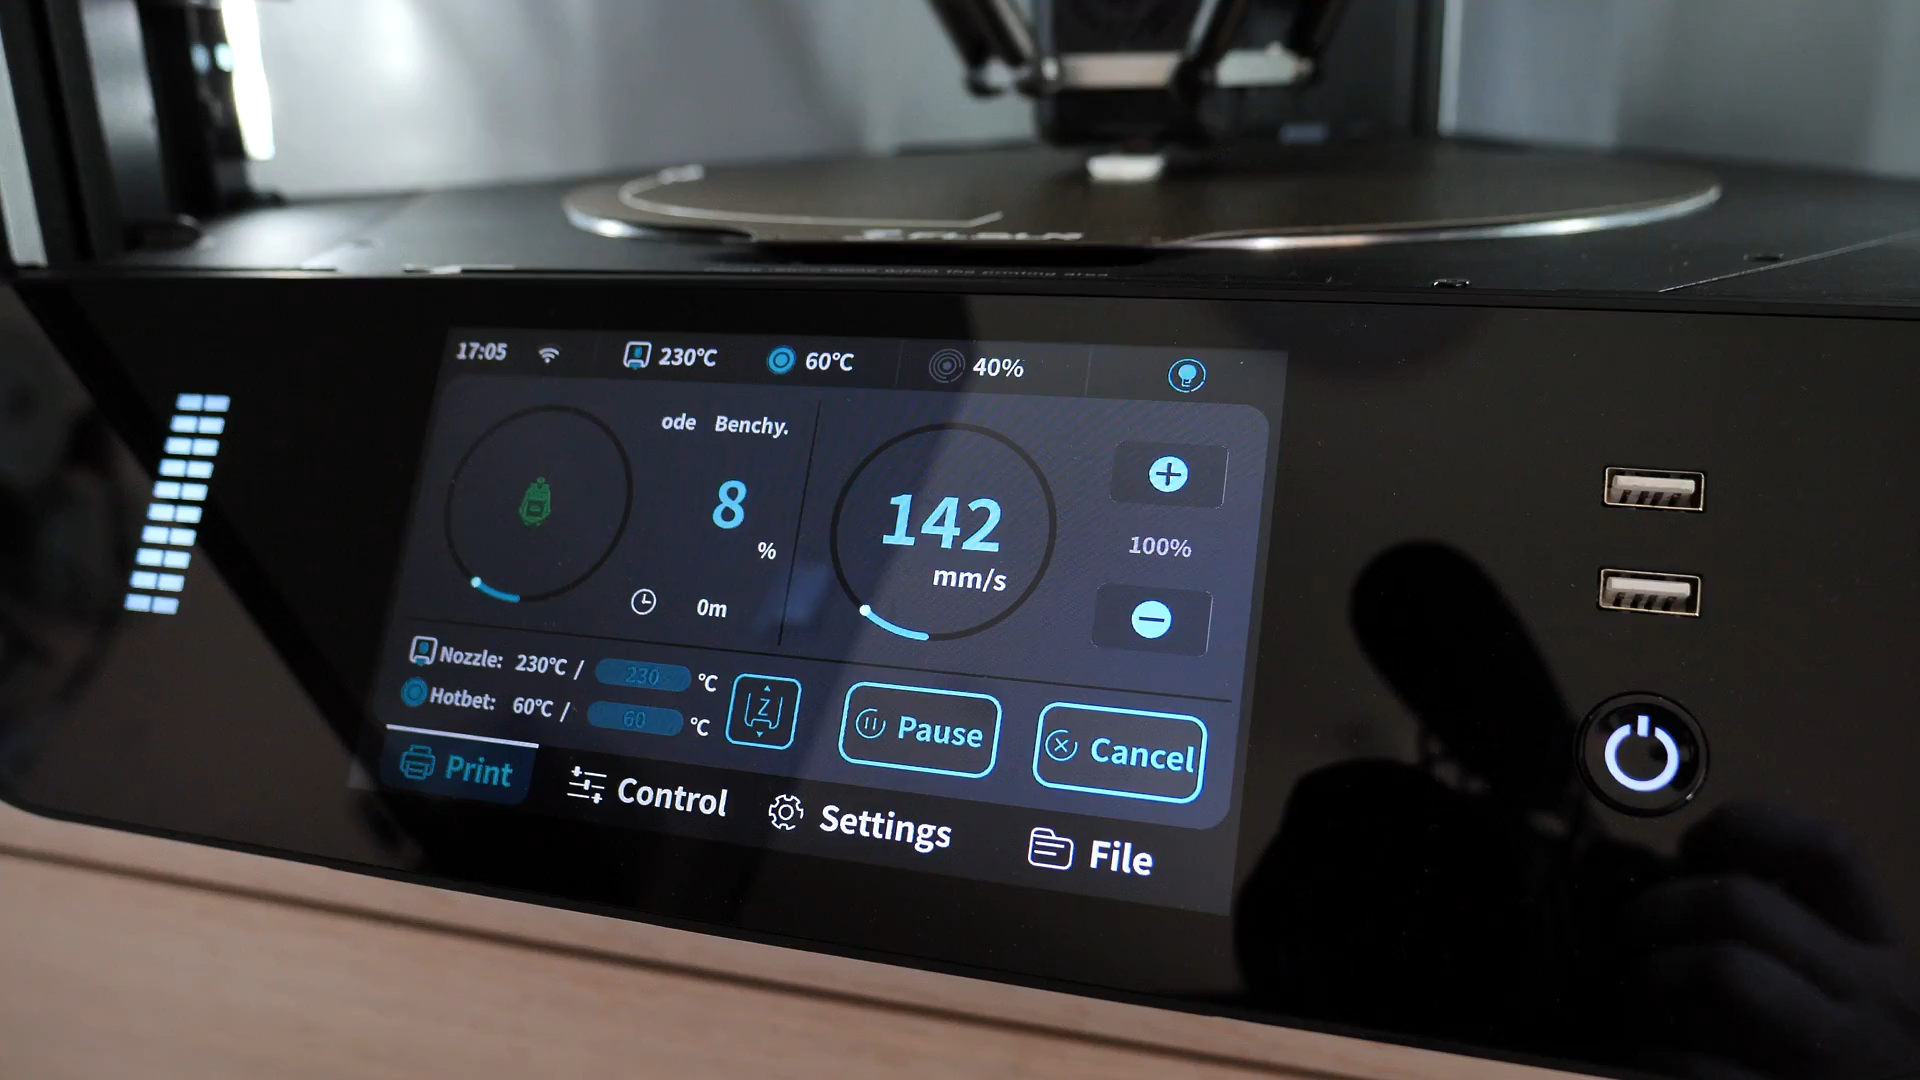 17:05 230℃ 60℃ 40%
ode Benchy.
8
%
0m
142
mm/s
100%
Nozzle: 230℃ / 230 ℃
Hotbet: 60℃ / 60 ℃
Z
Pause
Cancel
Print Control Settings File